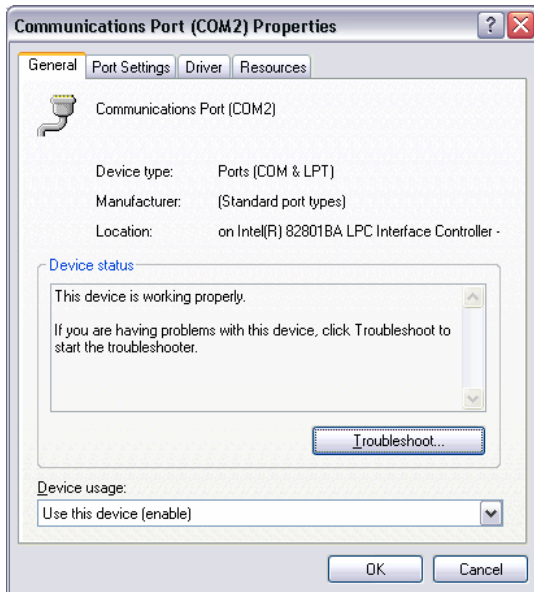 Communications Port (COM2) Properties
General Port Settings Driver Resources
Communications Port (COM2)
Device type: Ports (COM & LPT)
Manufacturer: (Standard port types)
Location: on Intel(R) 82801BA LPC Interface Controller -
Device status
This device is working properly.
If you are having problems with this device, click Troubleshoot to
start the troubleshooter.
Troubleshoot...
Device usage:
Use this device (enable)
OK Cancel